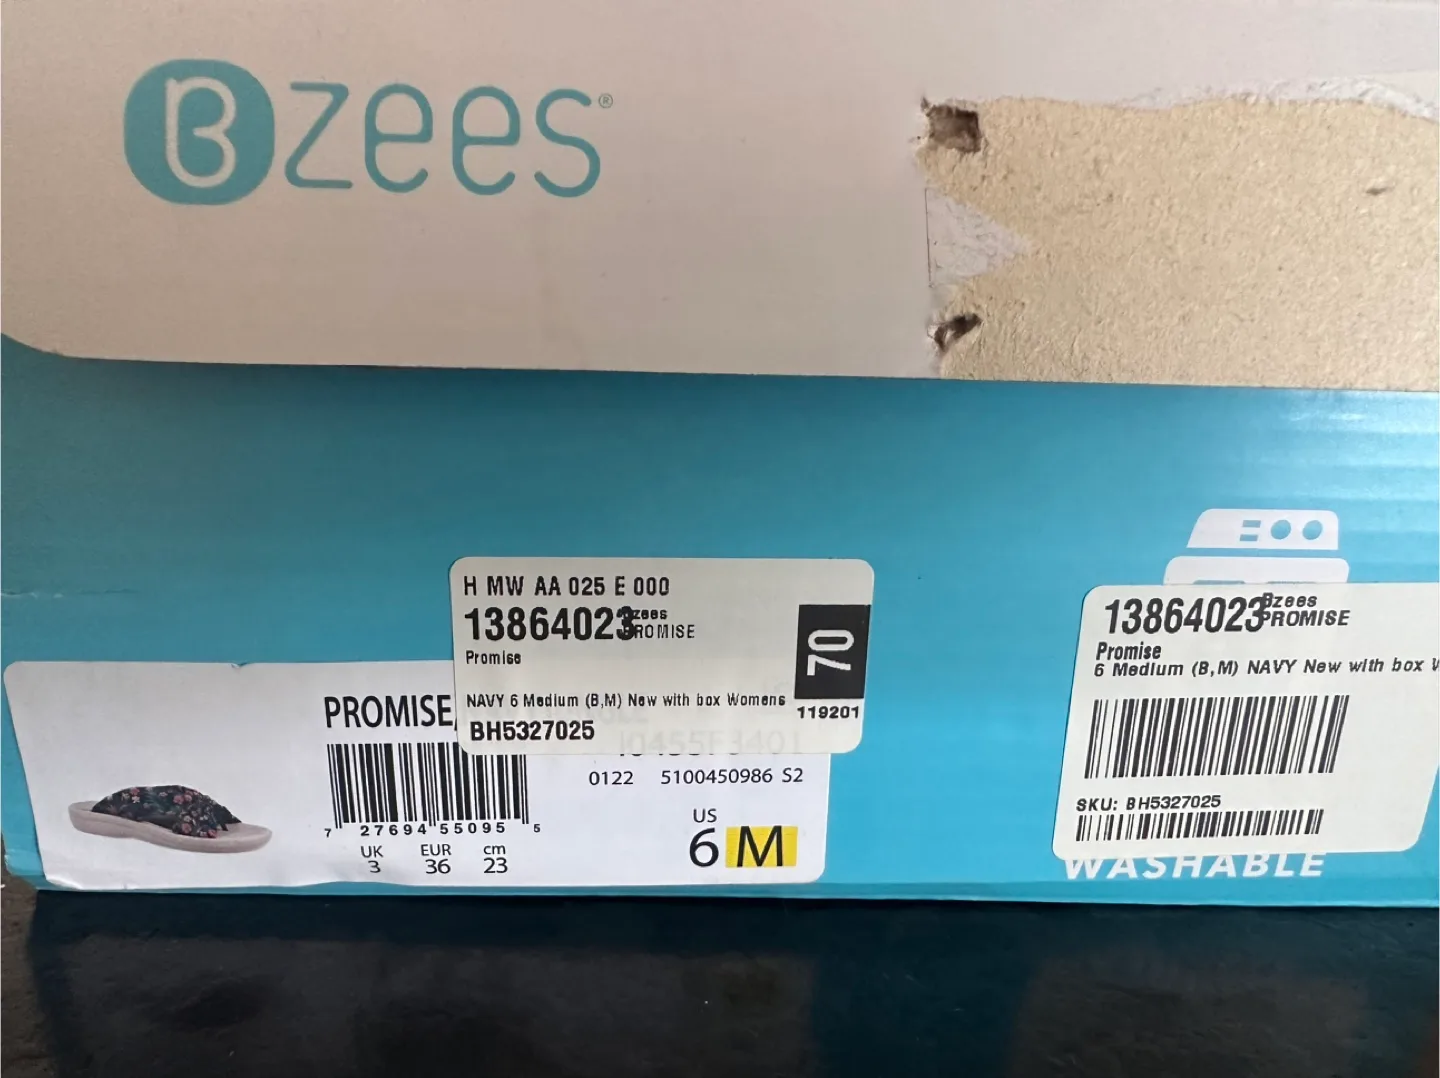 Bzees®
H MW AA 025 E 000
13864023 Bzees
PROMISE
Promise
NAVY 6 Medium (B,M) New with box Womens
BH5327025
70
119201
PROMISE
0122 5100450986 S2
7 27694 55095 5
UK
3
EUR
36
cm
23
US
6 M
13864023 Bzees
PROMISE
Promise
6 Medium (B,M) NAVY New with box
SKU: BH5327025
WASHABLE